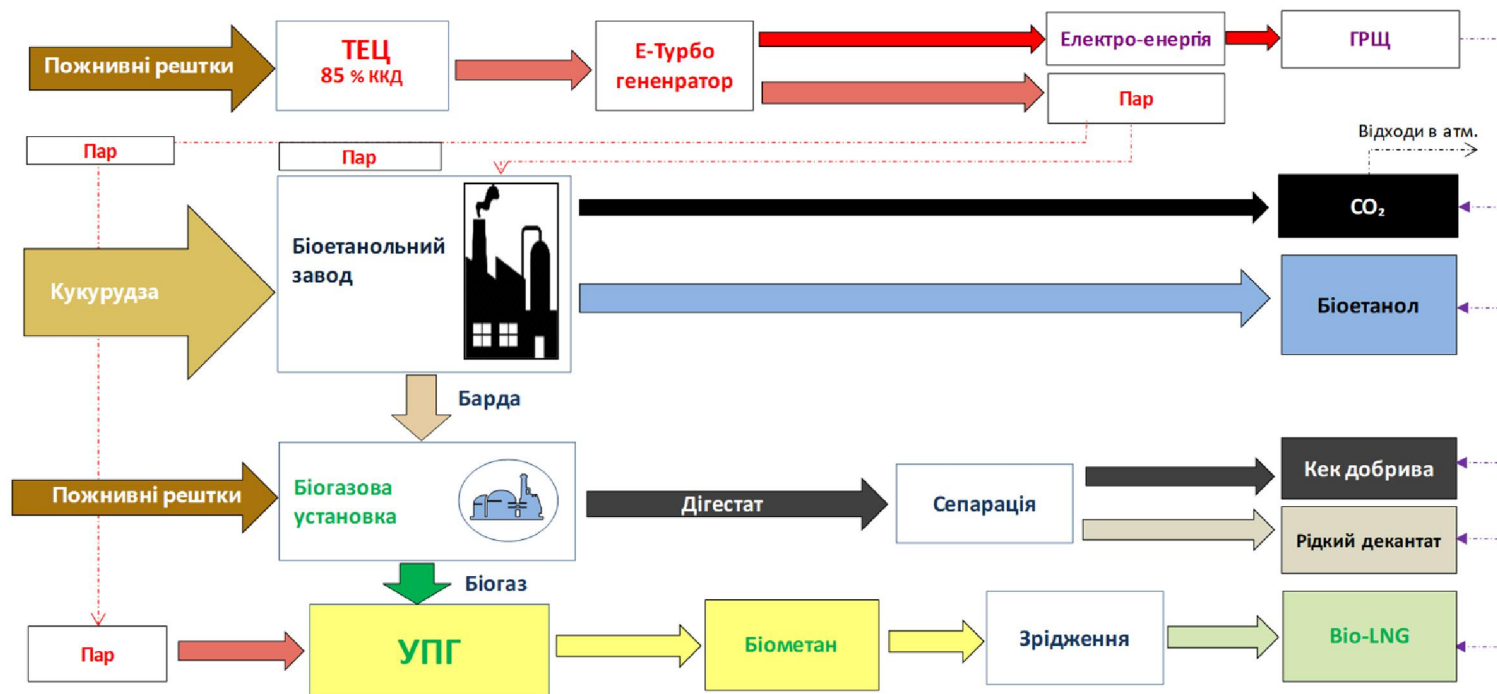 Пожнивні рештки
ТЕЦ
85 % ККД
Е-Турбо
гененратор
Електро-енергія
ГРЩ
Пар
Відходи в атм.
Пар
Пар
Біоетанольний
завод
CO₂
Кукурудза
Біоетанол
Барда
Пожнивні рештки
Біогазова
установка
Дігестат
Сепарація
Кек добрива
Рідкий декантат
Біогаз
Пар
УПГ
Біометан
Зрідження
Bio-LNG